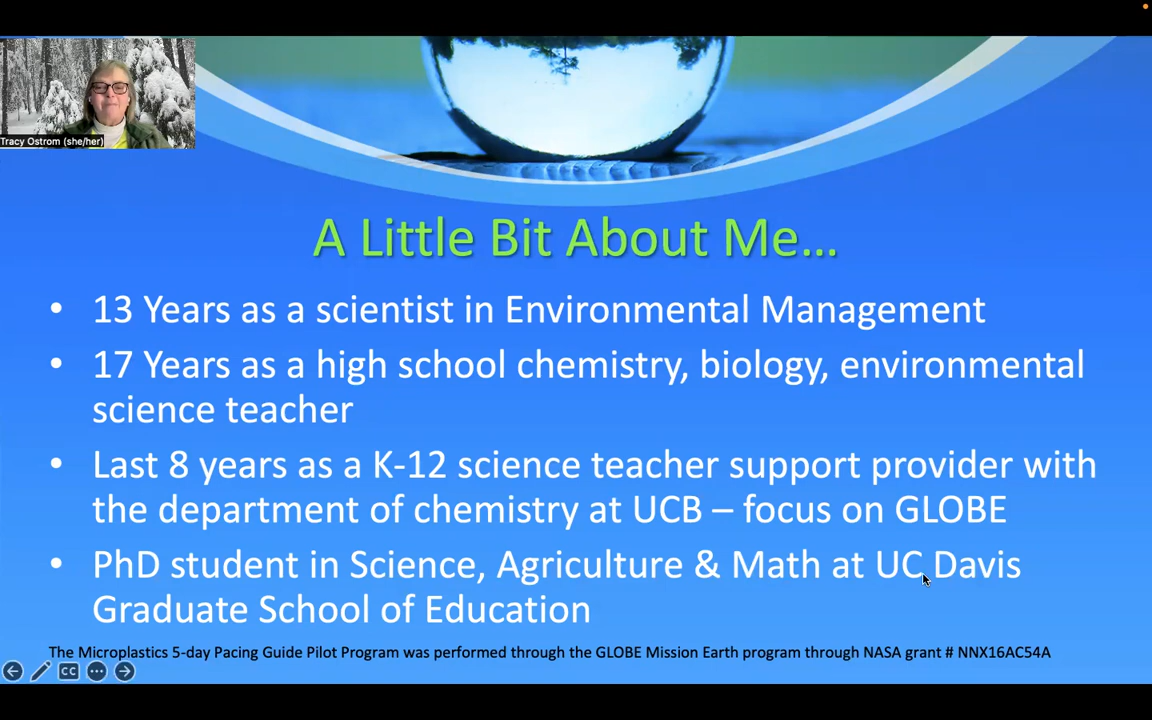 Tracy Ostrom (she/her)
A Little Bit About Me...
• 13 Years as a scientist in Environmental Management
• 17 Years as a high school chemistry, biology, environmental
science teacher
• Last 8 years as a K-12 science teacher support provider with
the department of chemistry at UCB – focus on GLOBE
• PhD student in Science, Agriculture & Math at UC Davis
Graduate School of Education
The Microplastics 5-day Pacing Guide Pilot Program was performed through the GLOBE Mission Earth program through NASA grant # NNX16AC54A
CC